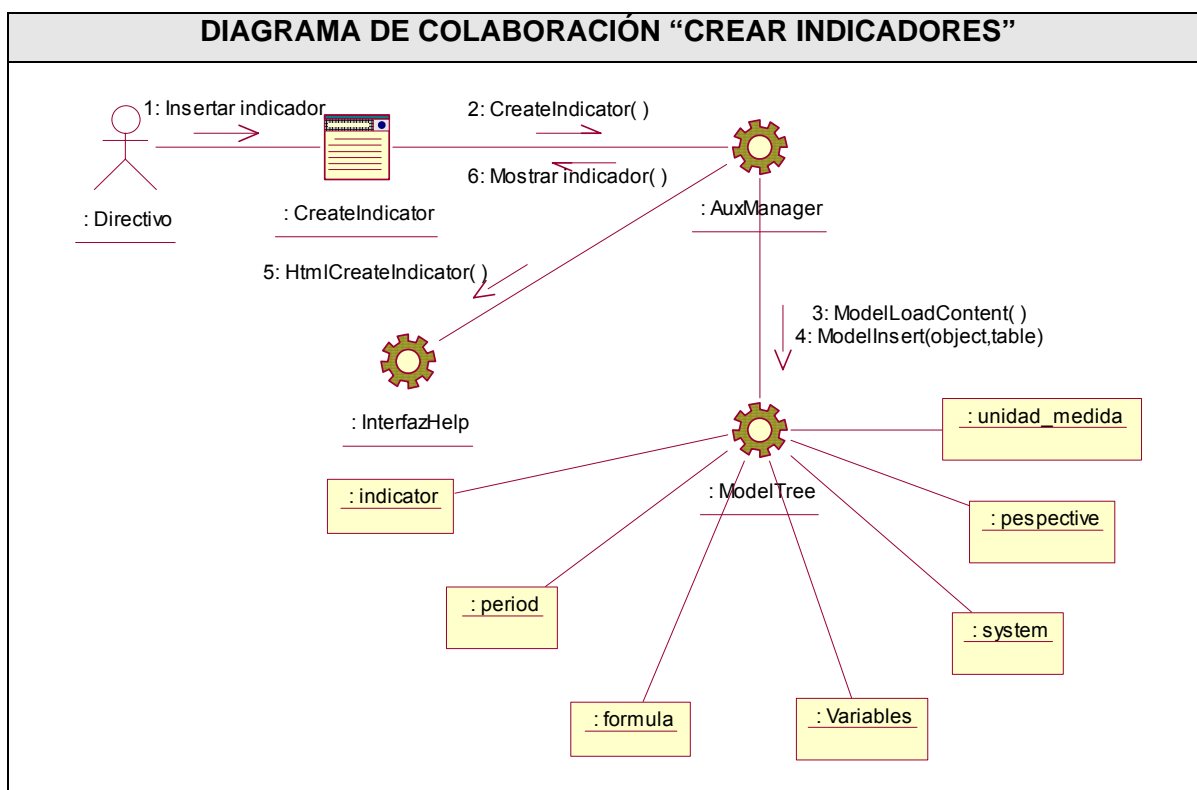 DIAGRAMA DE COLABORACIÓN “CREAR INDICADORES”
1: Insertar indicador
2: CreateIndicator( )
6: Mostrar indicador( )
: Directivo
: CreateIndicator
: AuxManager
5: HtmlCreateIndicator( )
3: ModelLoadContent( )
4: ModelInsert(object,table)
: InterfazHelp
: unidad_medida
: indicator
: ModelTree
: pespective
: period
: system
: formula
: Variables